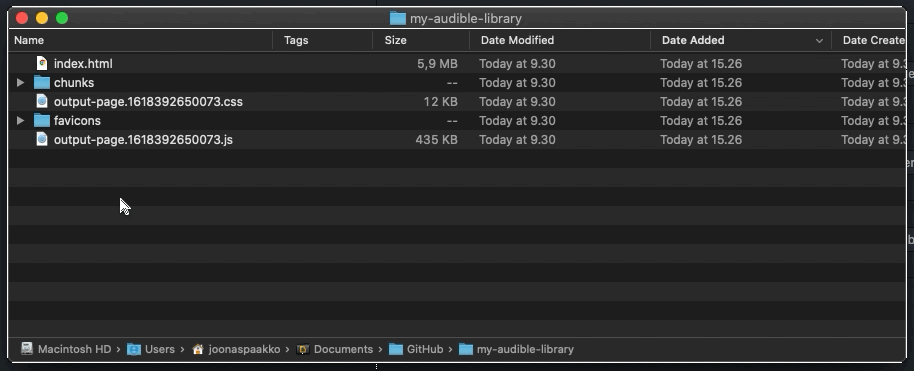 my-audible-library
Name Tags Size Date Modified Date Added Date Create
index.html 5,9 MB Today at 9.30 Today at 15.26 Today at 9.3
chunks -- Today at 9.30 Today at 15.26 Today at 9.3
output-page.1618392650073.css 12 KB Today at 9.30 Today at 15.26 Today at 9.3
favicons -- Today at 9.30 Today at 15.26 Today at 9.3
output-page.1618392650073.js 435 KB Today at 9.30 Today at 15.26 Today at 9.3
Macintosh HD › Users › joonaspaakko › Documents › GitHub › my-audible-library